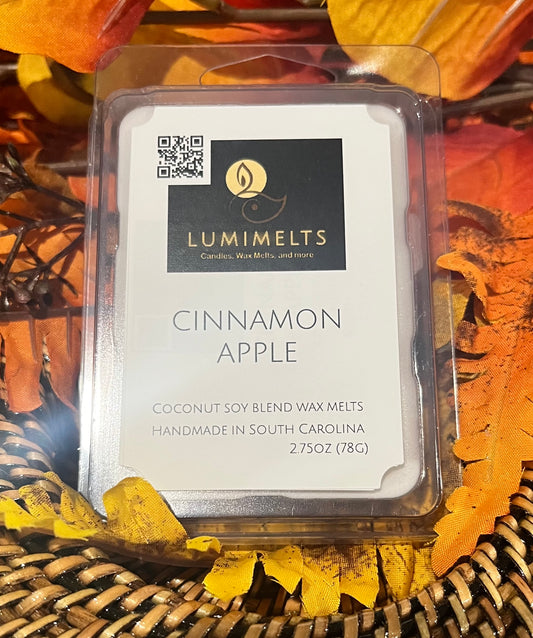 LUMIMELTS
Candles, Wax Melts, and more
CINNAMON
APPLE
COCONUT SOY BLEND WAX MELTS
HANDMADE IN SOUTH CAROLINA
2.75OZ (78G)